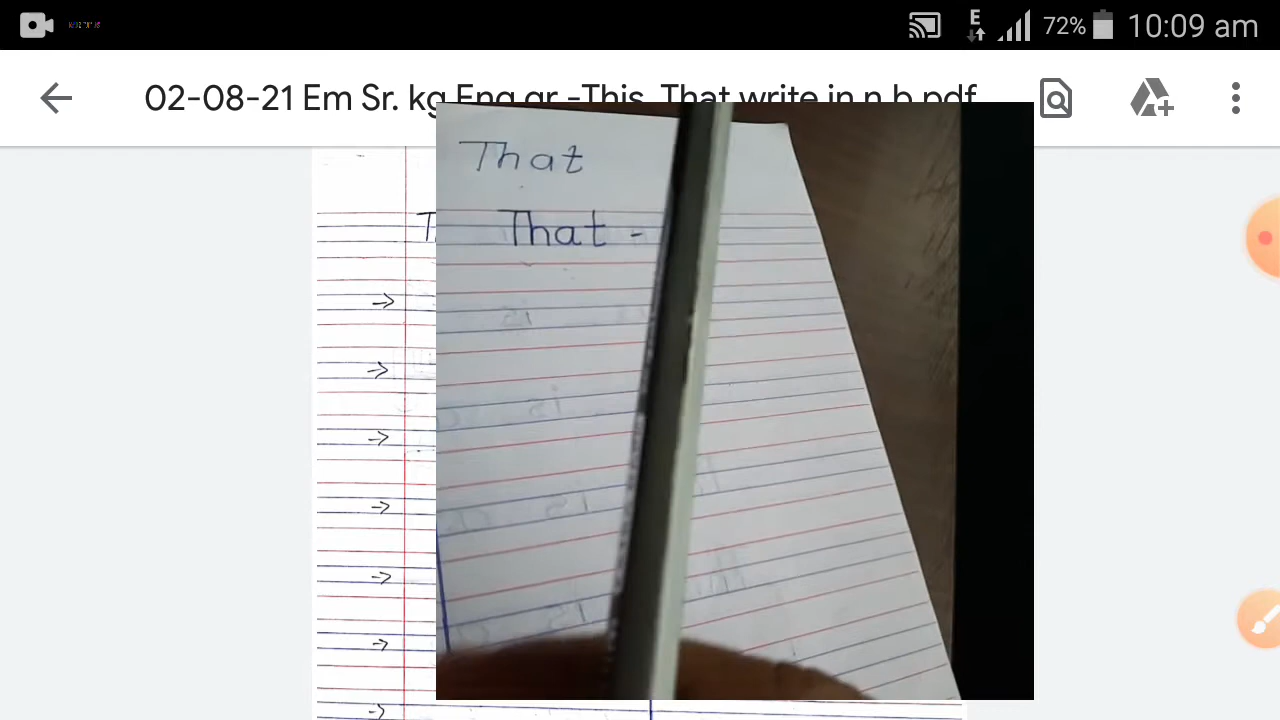 72% 10:09 am
02-08-21 Em Sr. kg Eng gr -This, That write in n.b.pdf
That
That -